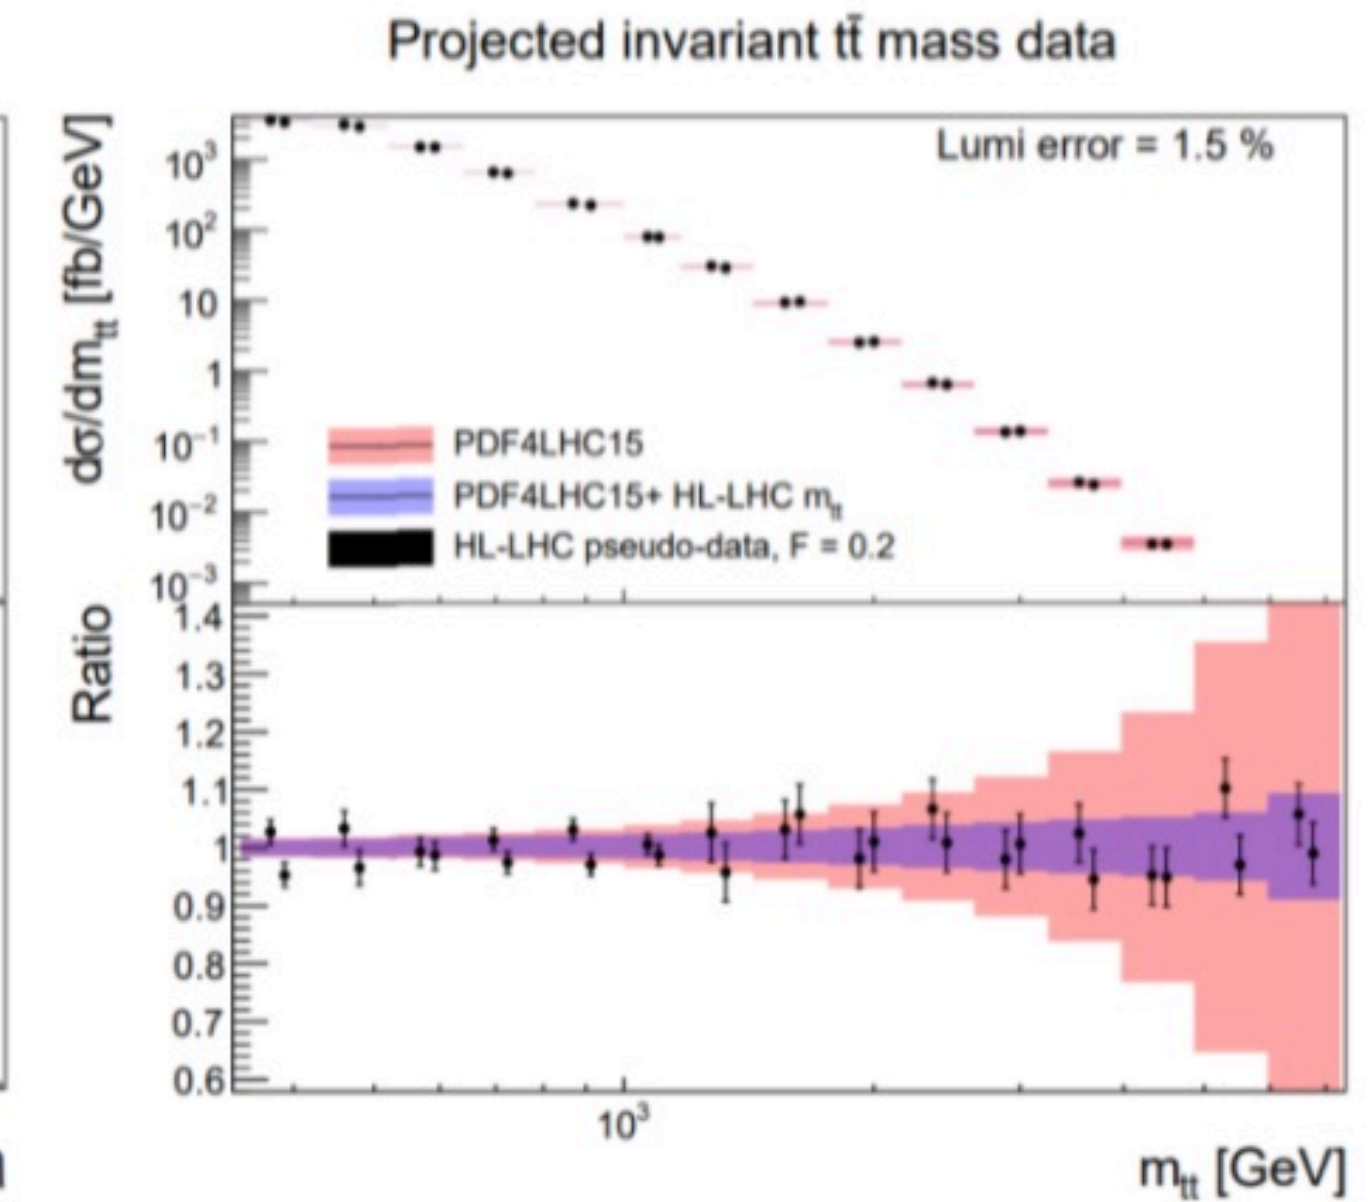 Projected invariant tt̄ mass data
Lumi error = 1.5 %
dσ/dm_tt [fb/GeV]
10³
10²
10
1
10⁻¹
10⁻²
10⁻³
PDF4LHC15
PDF4LHC15+ HL-LHC m_tt
HL-LHC pseudo-data, F = 0.2
Ratio
1.4
1.3
1.2
1.1
1
0.9
0.8
0.7
0.6
10³
m_tt [GeV]